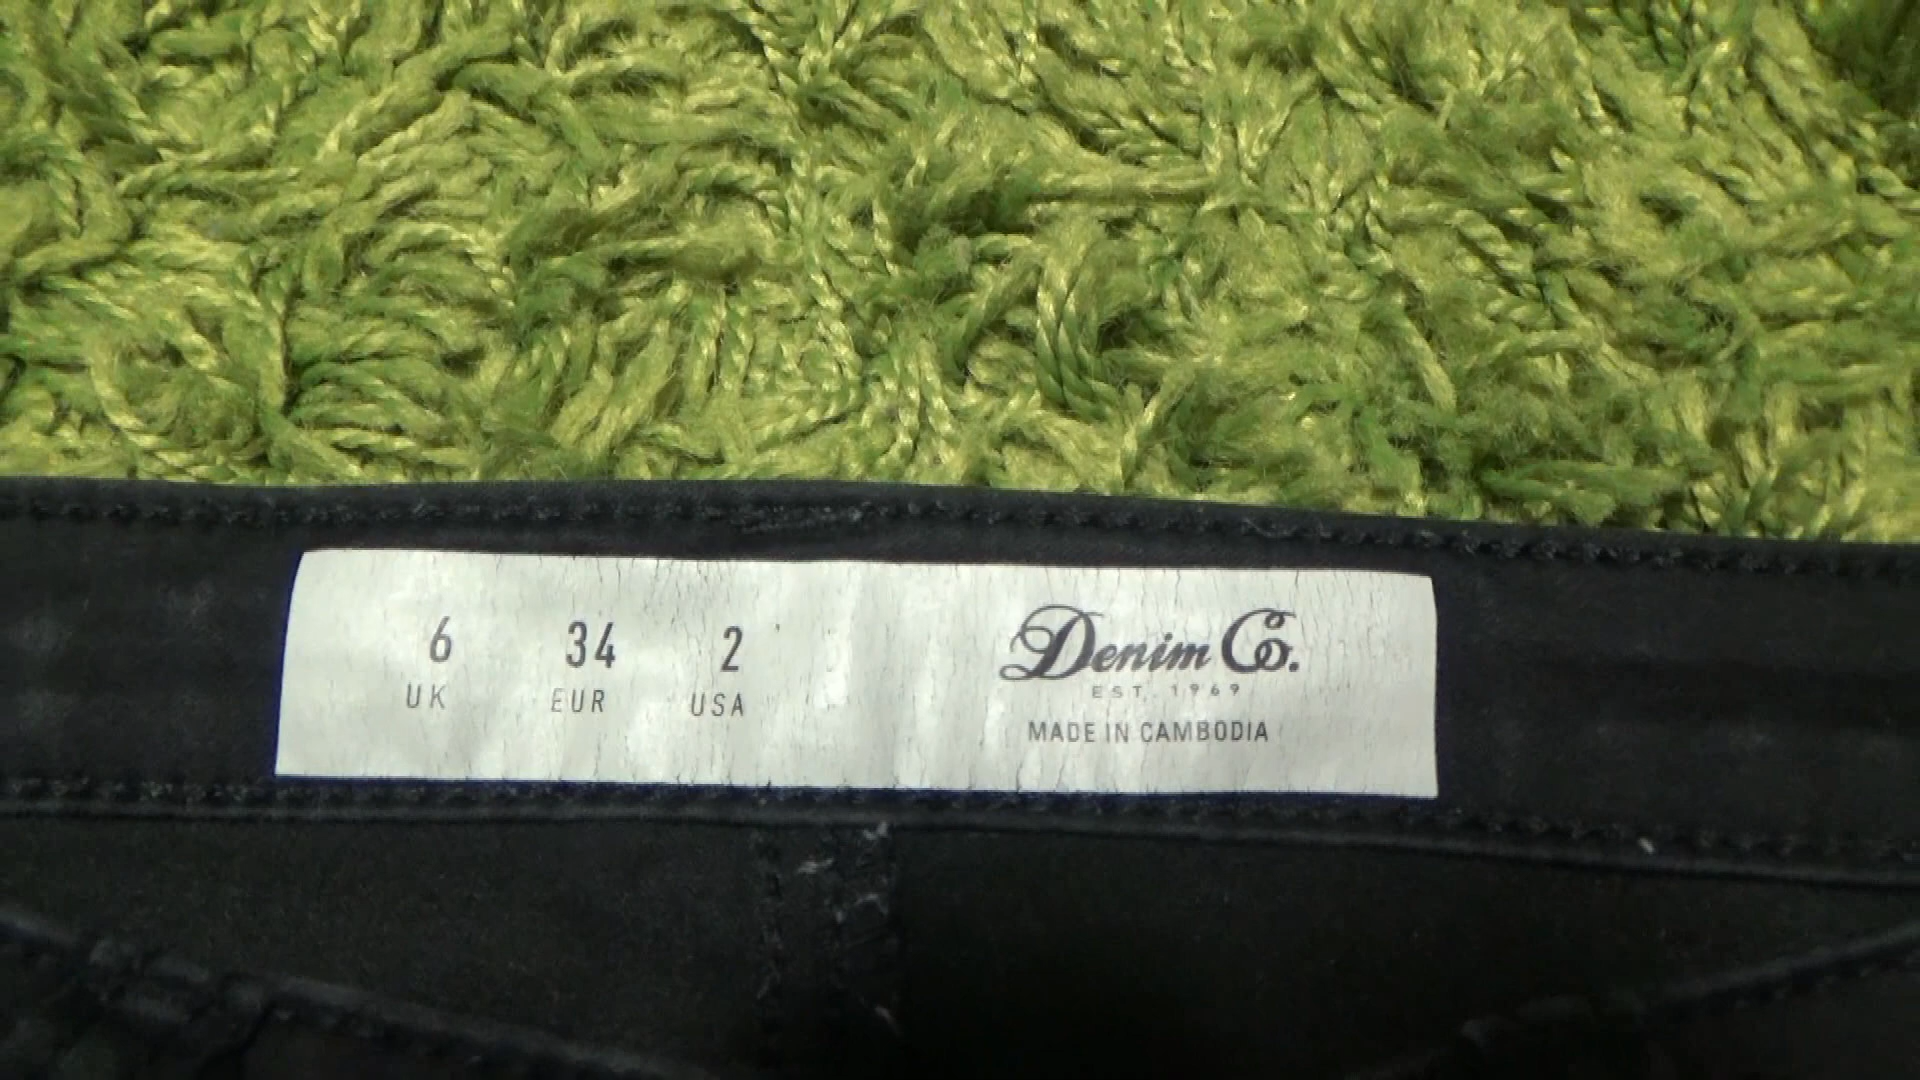 6 34 2
UK EUR USA
Denim Co.
EST. 1969
MADE IN CAMBODIA